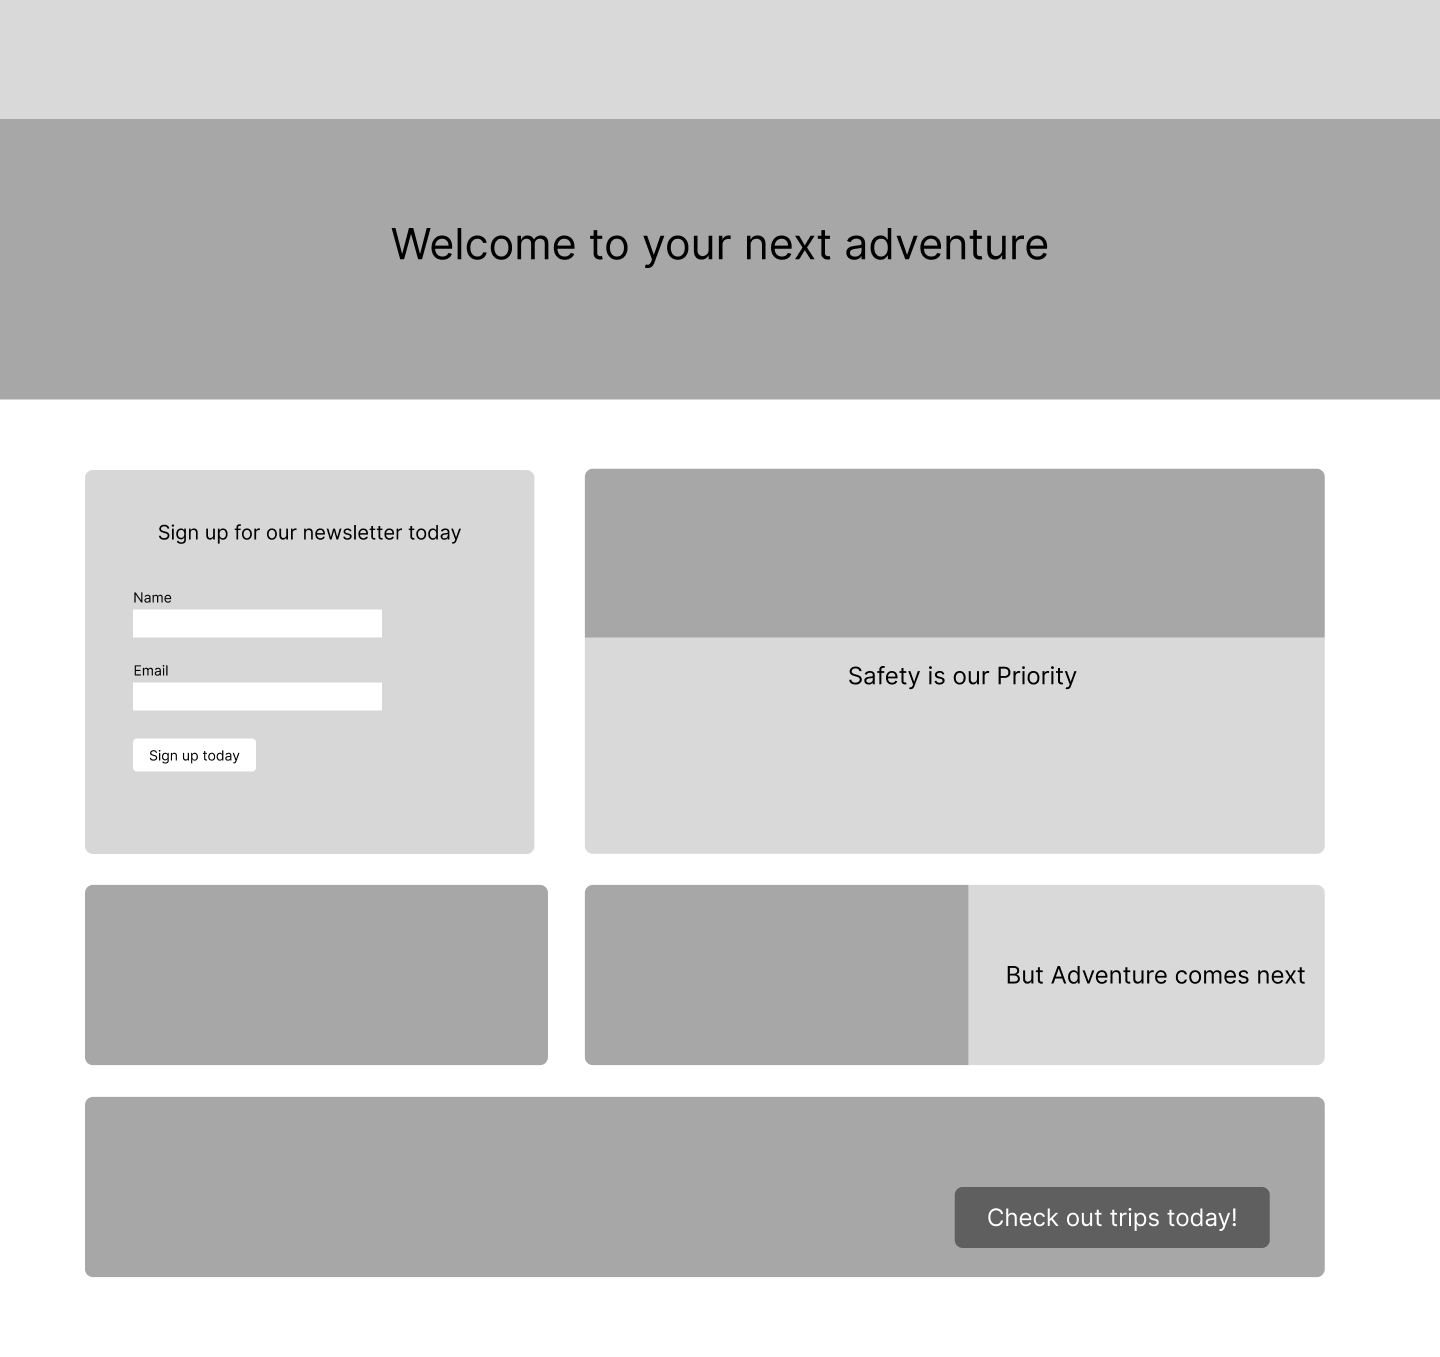 Welcome to your next adventure
Sign up for our newsletter today
Name
Email
Sign up today
Safety is our Priority
But Adventure comes next
Check out trips today!